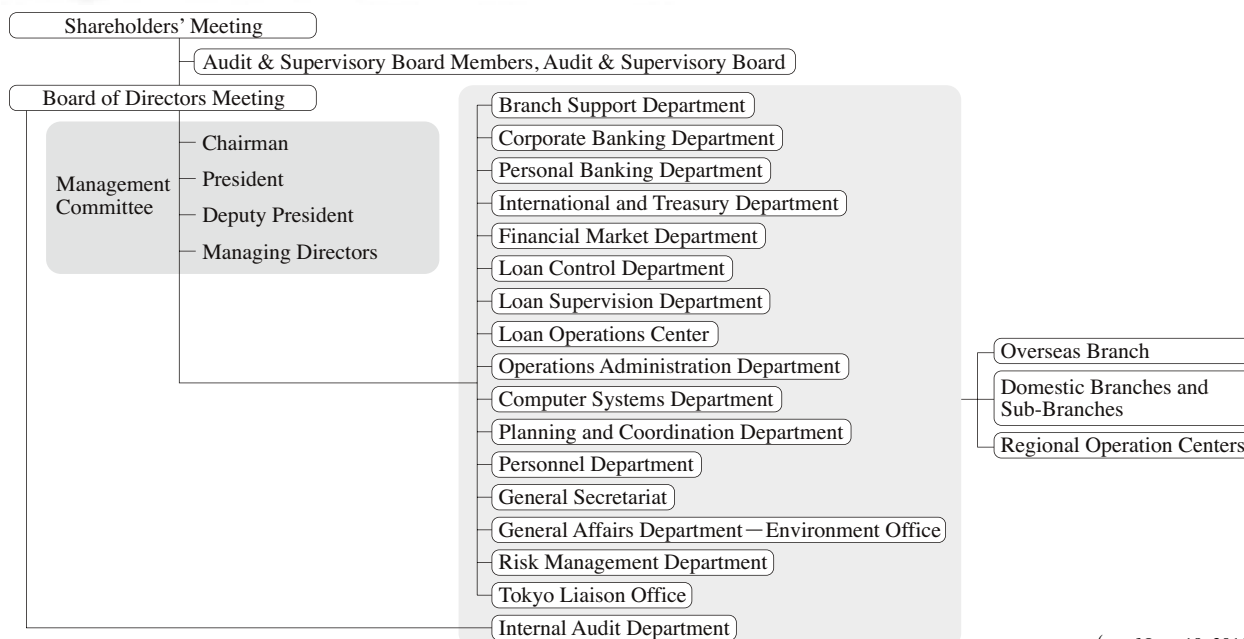 Shareholders' Meeting
Audit & Supervisory Board Members, Audit & Supervisory Board
Board of Directors Meeting
Management
Committee
Chairman
President
Deputy President
Managing Directors
Branch Support Department
Corporate Banking Department
Personal Banking Department
International and Treasury Department
Financial Market Department
Loan Control Department
Loan Supervision Department
Loan Operations Center
Operations Administration Department
Computer Systems Department
Planning and Coordination Department
Personnel Department
General Secretariat
General Affairs Department—Environment Office
Risk Management Department
Tokyo Liaison Office
Internal Audit Department
Overseas Branch
Domestic Branches and
Sub-Branches
Regional Operation Centers